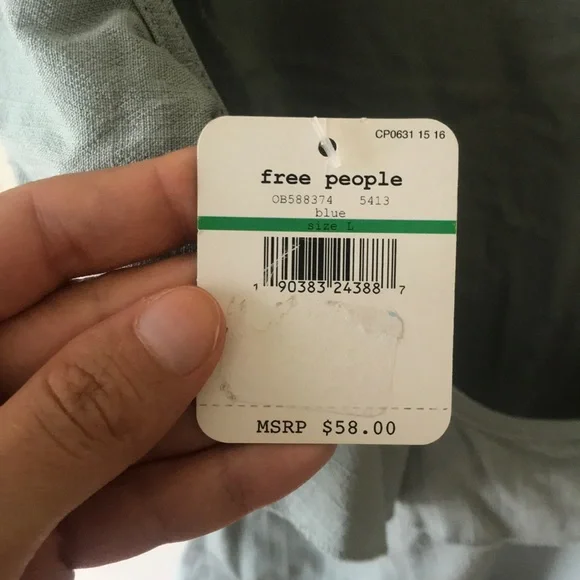 CP0631 15 16
free people
OB588374 5413
blue
size L
1 90383 24388 7
MSRP $58.00